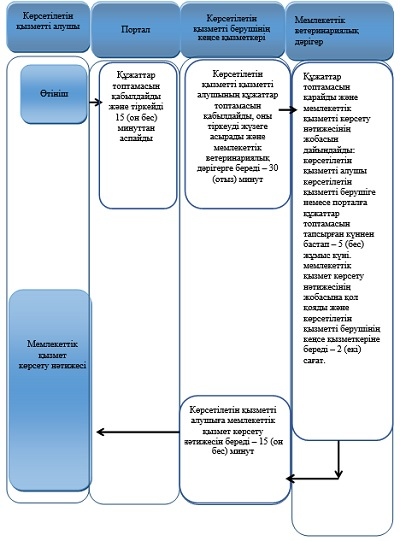 Көрсетілетін
қызметті алушы
Портал
Көрсетілетін
қызметті берушінің
кеңсе қызметкері
Мемлекеттік
ветеринариялық
дәрігер
Өтініш
Құжаттар
топтамасын
қабылдайды
және тіркейді
15 (он бес)
минуттан
аспайды
Көрсетілетін
қызметті қызметті
алушының құжаттар
топтамасын
қабылдайды, оны
тіркеуді жүзеге
асырады және
мемлекеттік
ветеринариялық
дәрігерге береді – 30
(отыз) минут
Құжаттар
топтамасын
қарайды және
мемлекеттік
қызметті көрсету
нәтижесінің
жобасын
дайындайды:
көрсетілетін
қызметті алушы
көрсетілетін
қызметті берушіге
немесе порталға
құжаттар
топтамасын
тапсырған күннен
бастап – 5 (бес)
жұмыс күні.
мемлекеттік
қызмет көрсету
нәтижесінің
жобасына қол
қояды және
көрсетілетін
қызметті берушінің
кеңсе қызметкеріне
береді – 2 (екі)
сағат.
Мемлекеттік
қызмет
көрсету нәтижесі
Көрсетілетін қызметті
алушыға мемлекеттік
қызмет көрсету
нәтижесін береді – 15 (он
бес) минут